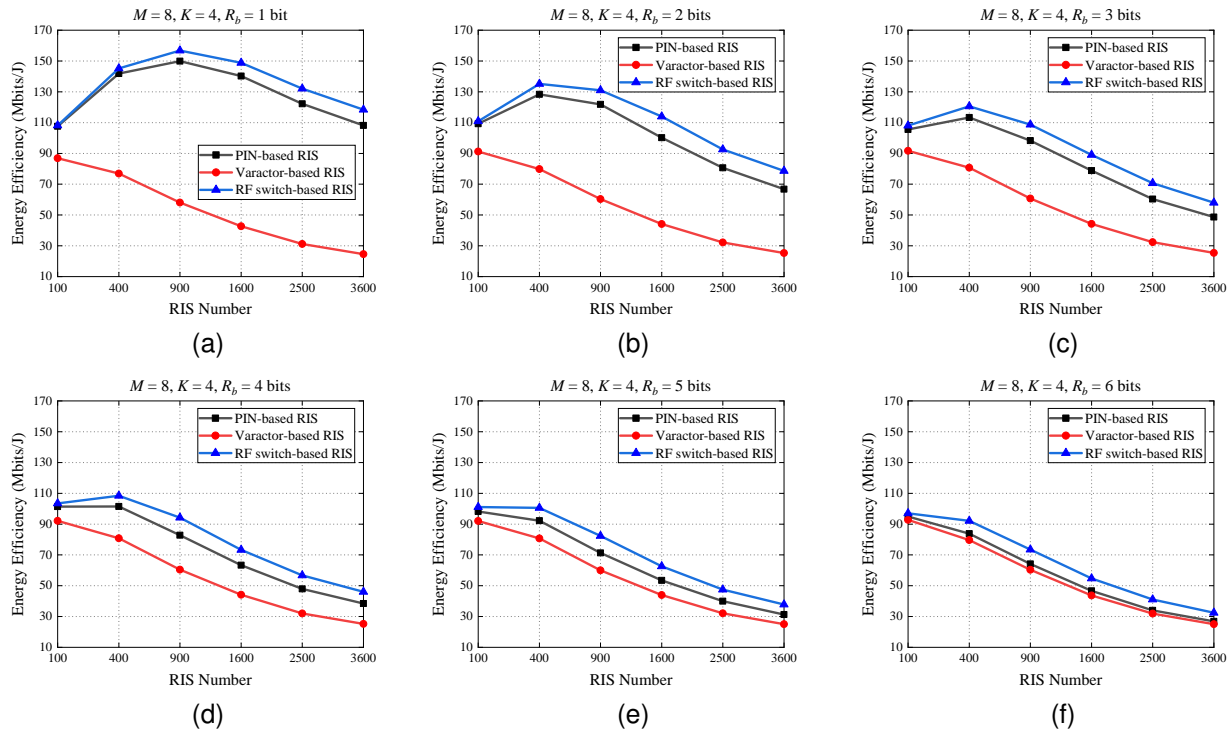 M = 8, K = 4, R_b = 1 bit
170
150
130
110
90
70
50
30
10
Energy Efficiency (Mbits/J)
PIN-based RIS
Varactor-based RIS
RF switch-based RIS
100 400 900 1600 2500 3600
RIS Number
(a)
M = 8, K = 4, R_b = 2 bits
170
150
130
110
90
70
50
30
10
Energy Efficiency (Mbits/J)
PIN-based RIS
Varactor-based RIS
RF switch-based RIS
100 400 900 1600 2500 3600
RIS Number
(b)
M = 8, K = 4, R_b = 3 bits
170
150
130
110
90
70
50
30
10
Energy Efficiency (Mbits/J)
PIN-based RIS
Varactor-based RIS
RF switch-based RIS
100 400 900 1600 2500 3600
RIS Number
(c)
M = 8, K = 4, R_b = 4 bits
170
150
130
110
90
70
50
30
10
Energy Efficiency (Mbits/J)
PIN-based RIS
Varactor-based RIS
RF switch-based RIS
100 400 900 1600 2500 3600
RIS Number
(d)
M = 8, K = 4, R_b = 5 bits
170
150
130
110
90
70
50
30
10
Energy Efficiency (Mbits/J)
PIN-based RIS
Varactor-based RIS
RF switch-based RIS
100 400 900 1600 2500 3600
RIS Number
(e)
M = 8, K = 4, R_b = 6 bits
170
150
130
110
90
70
50
30
10
Energy Efficiency (Mbits/J)
PIN-based RIS
Varactor-based RIS
RF switch-based RIS
100 400 900 1600 2500 3600
RIS Number
(f)